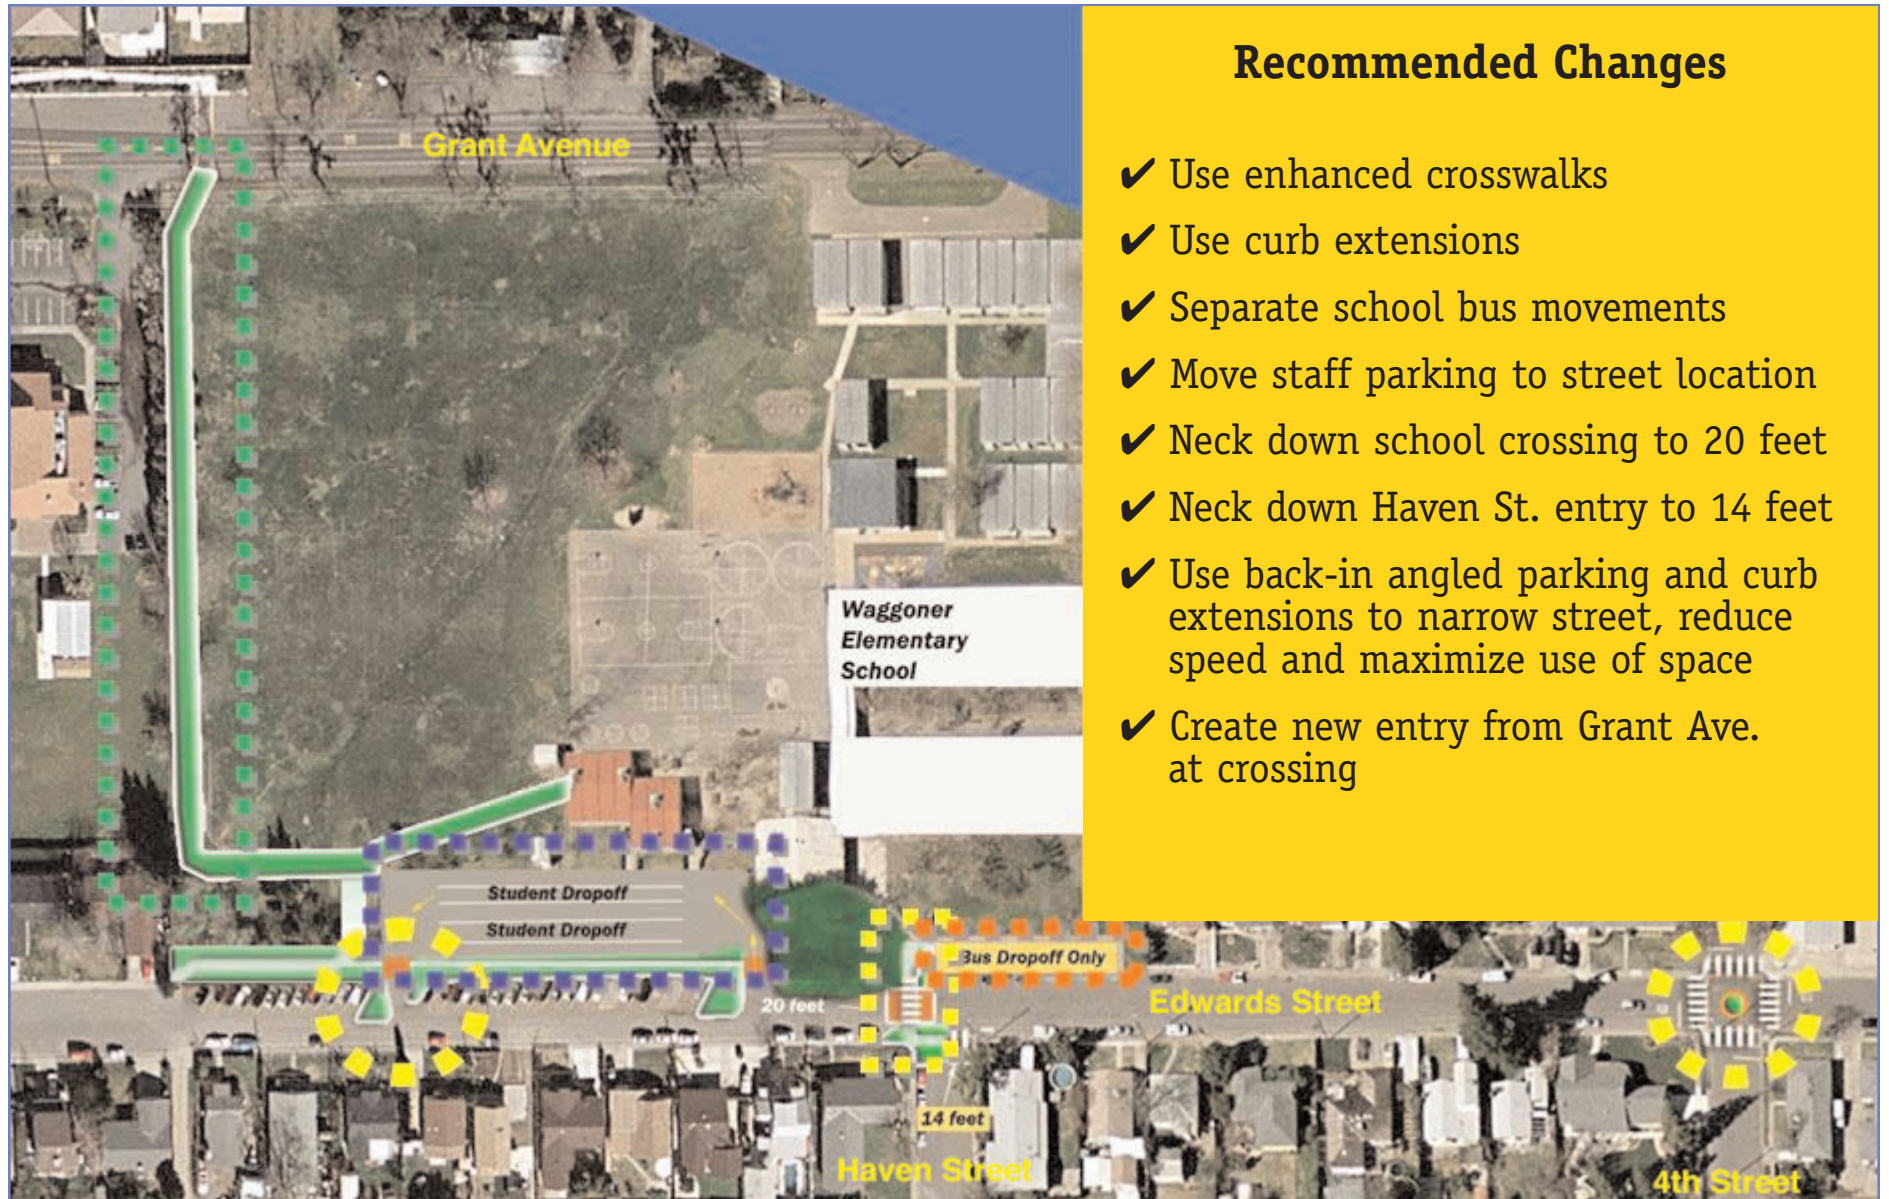 Recommended Changes
✔ Use enhanced crosswalks
✔ Use curb extensions
✔ Separate school bus movements
✔ Move staff parking to street location
✔ Neck down school crossing to 20 feet
✔ Neck down Haven St. entry to 14 feet
✔ Use back-in angled parking and curb
extensions to narrow street, reduce
speed and maximize use of space
✔ Create new entry from Grant Ave.
at crossing
Grant Avenue
Waggoner
Elementary
School
Student Dropoff
Student Dropoff
Bus Dropoff Only
20 feet
Edwards Street
14 feet
Haven Street
4th Street